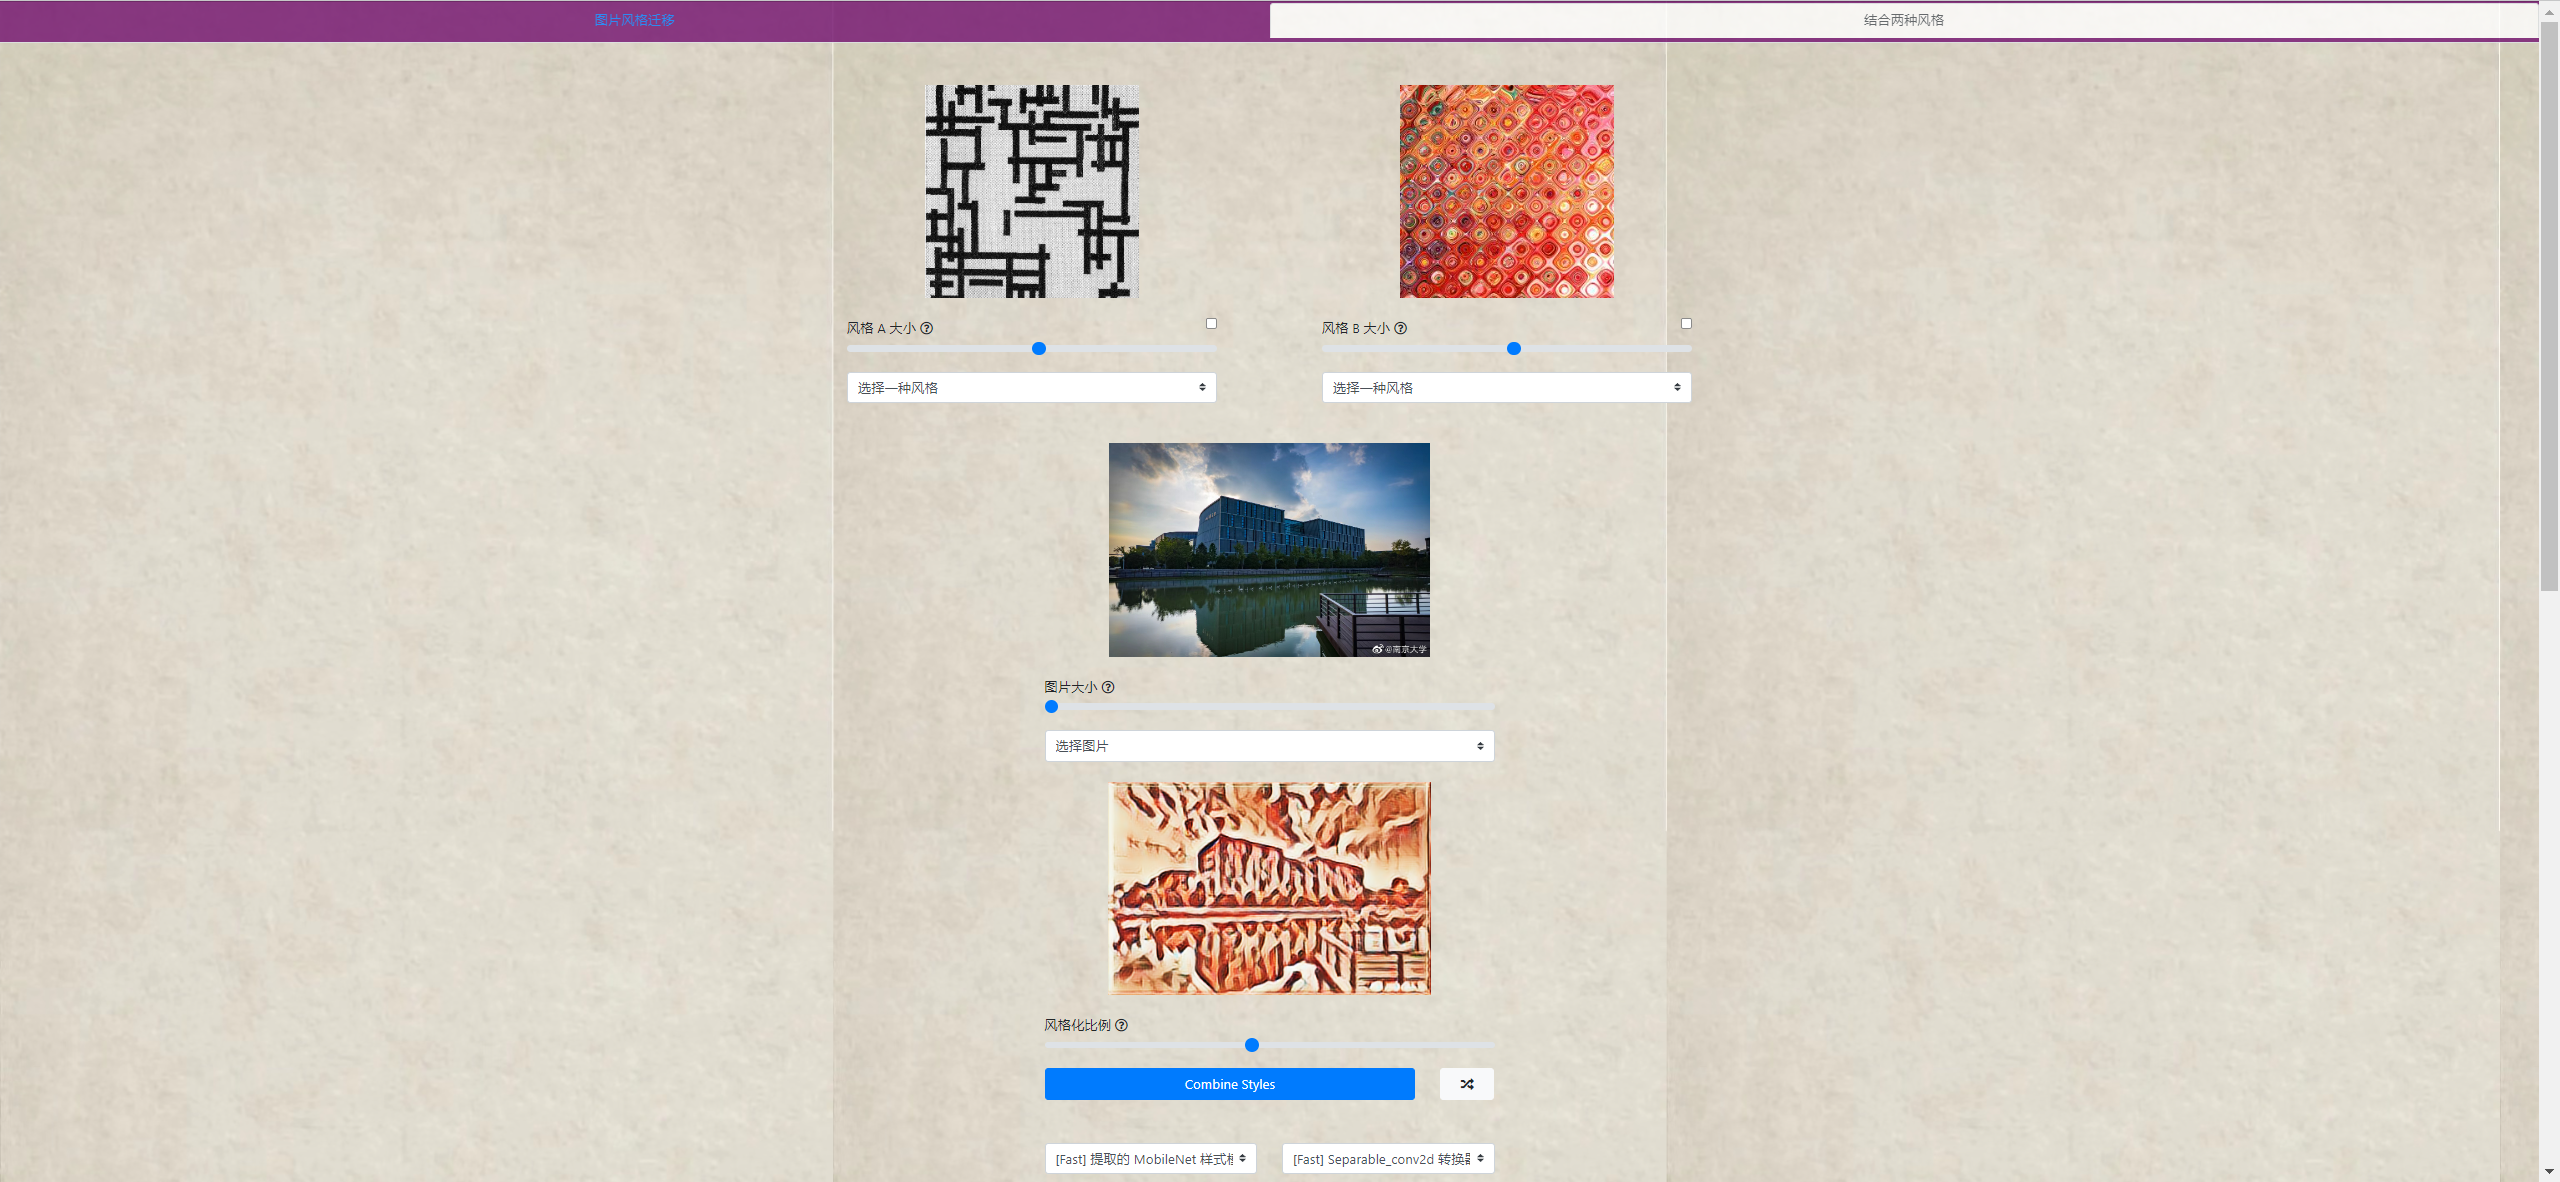 图片风格迁移
结合两种风格
风格 A 大小
风格 B 大小
选择一种风格
选择一种风格
@南京大学
图片大小
选择图片
风格化比例
Combine Styles
[Fast] 提取的 MobileNet 样式
[Fast] Separable_conv2d 转换